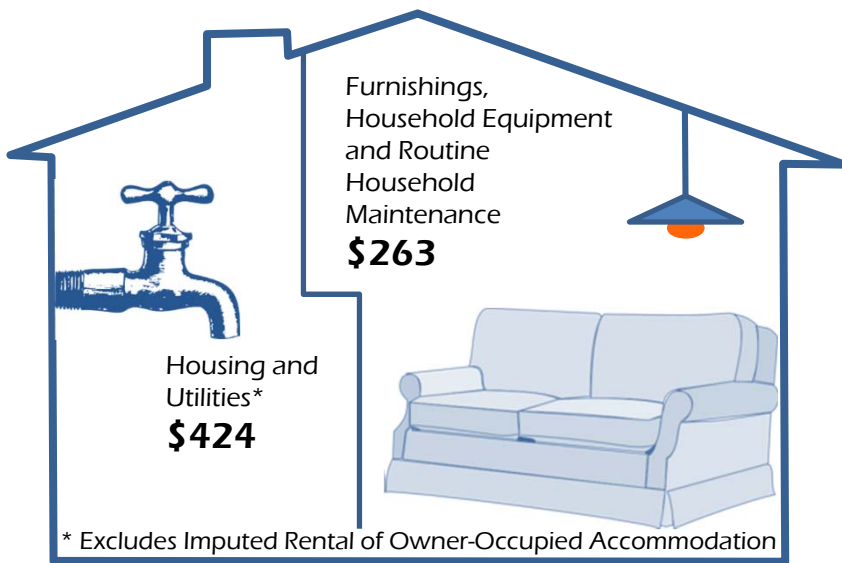 Furnishings,
Household Equipment
and Routine
Household
Maintenance
$263
Housing and
Utilities*
$424
* Excludes Imputed Rental of Owner-Occupied Accommodation